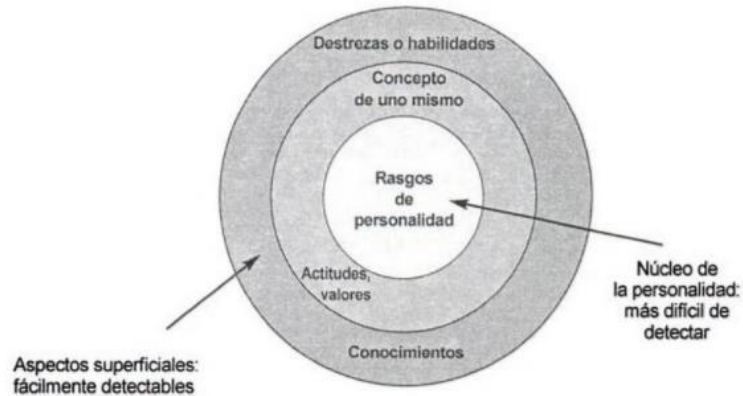 Destrezas o habilidades
Concepto
de uno mismo
Rasgos
de
personalidad
Actitudes,
valores
Conocimientos
Núcleo de
la personalidad:
más difícil de
detectar
Aspectos superficiales:
fácilmente detectables